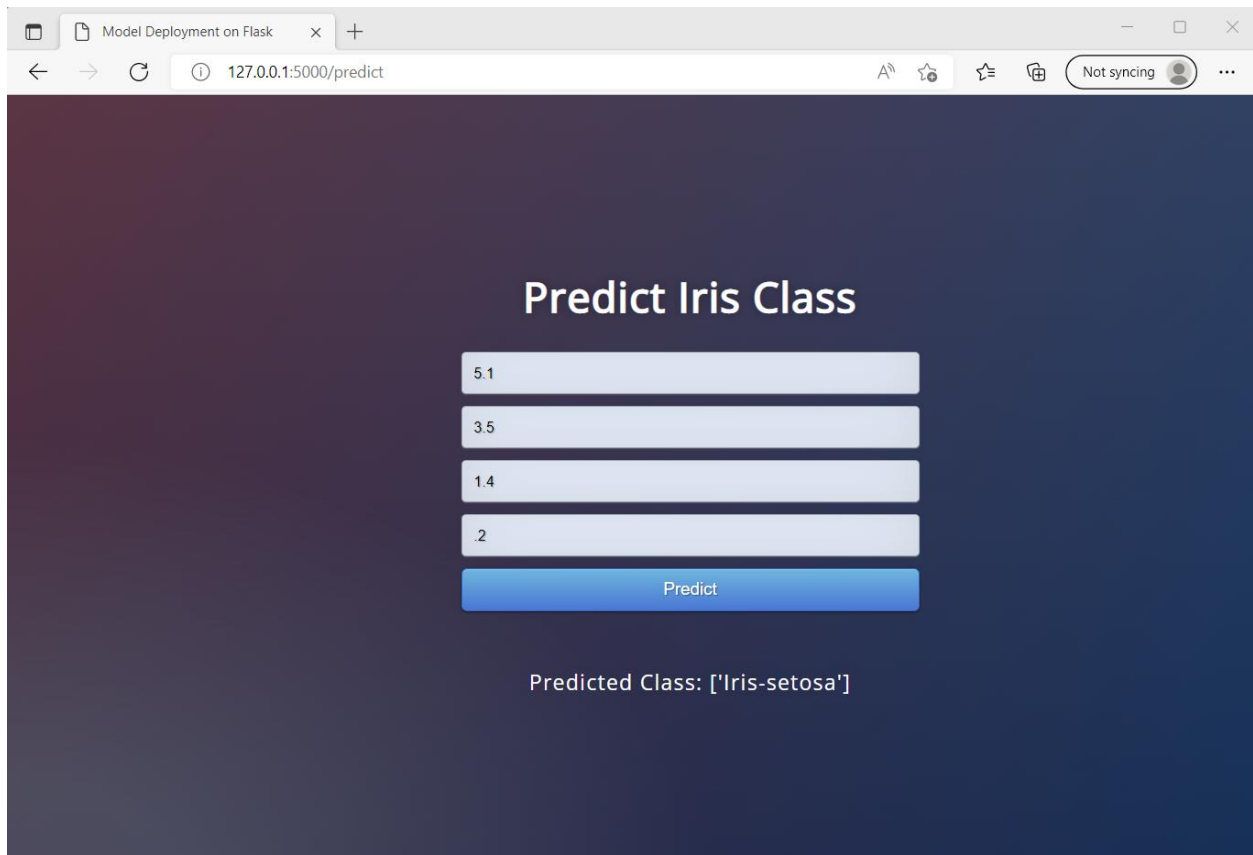 Model Deployment on Flask
127.0.0.1:5000/predict
Not syncing
Predict Iris Class
5.1
3.5
1.4
.2
Predict
Predicted Class: ['Iris-setosa']